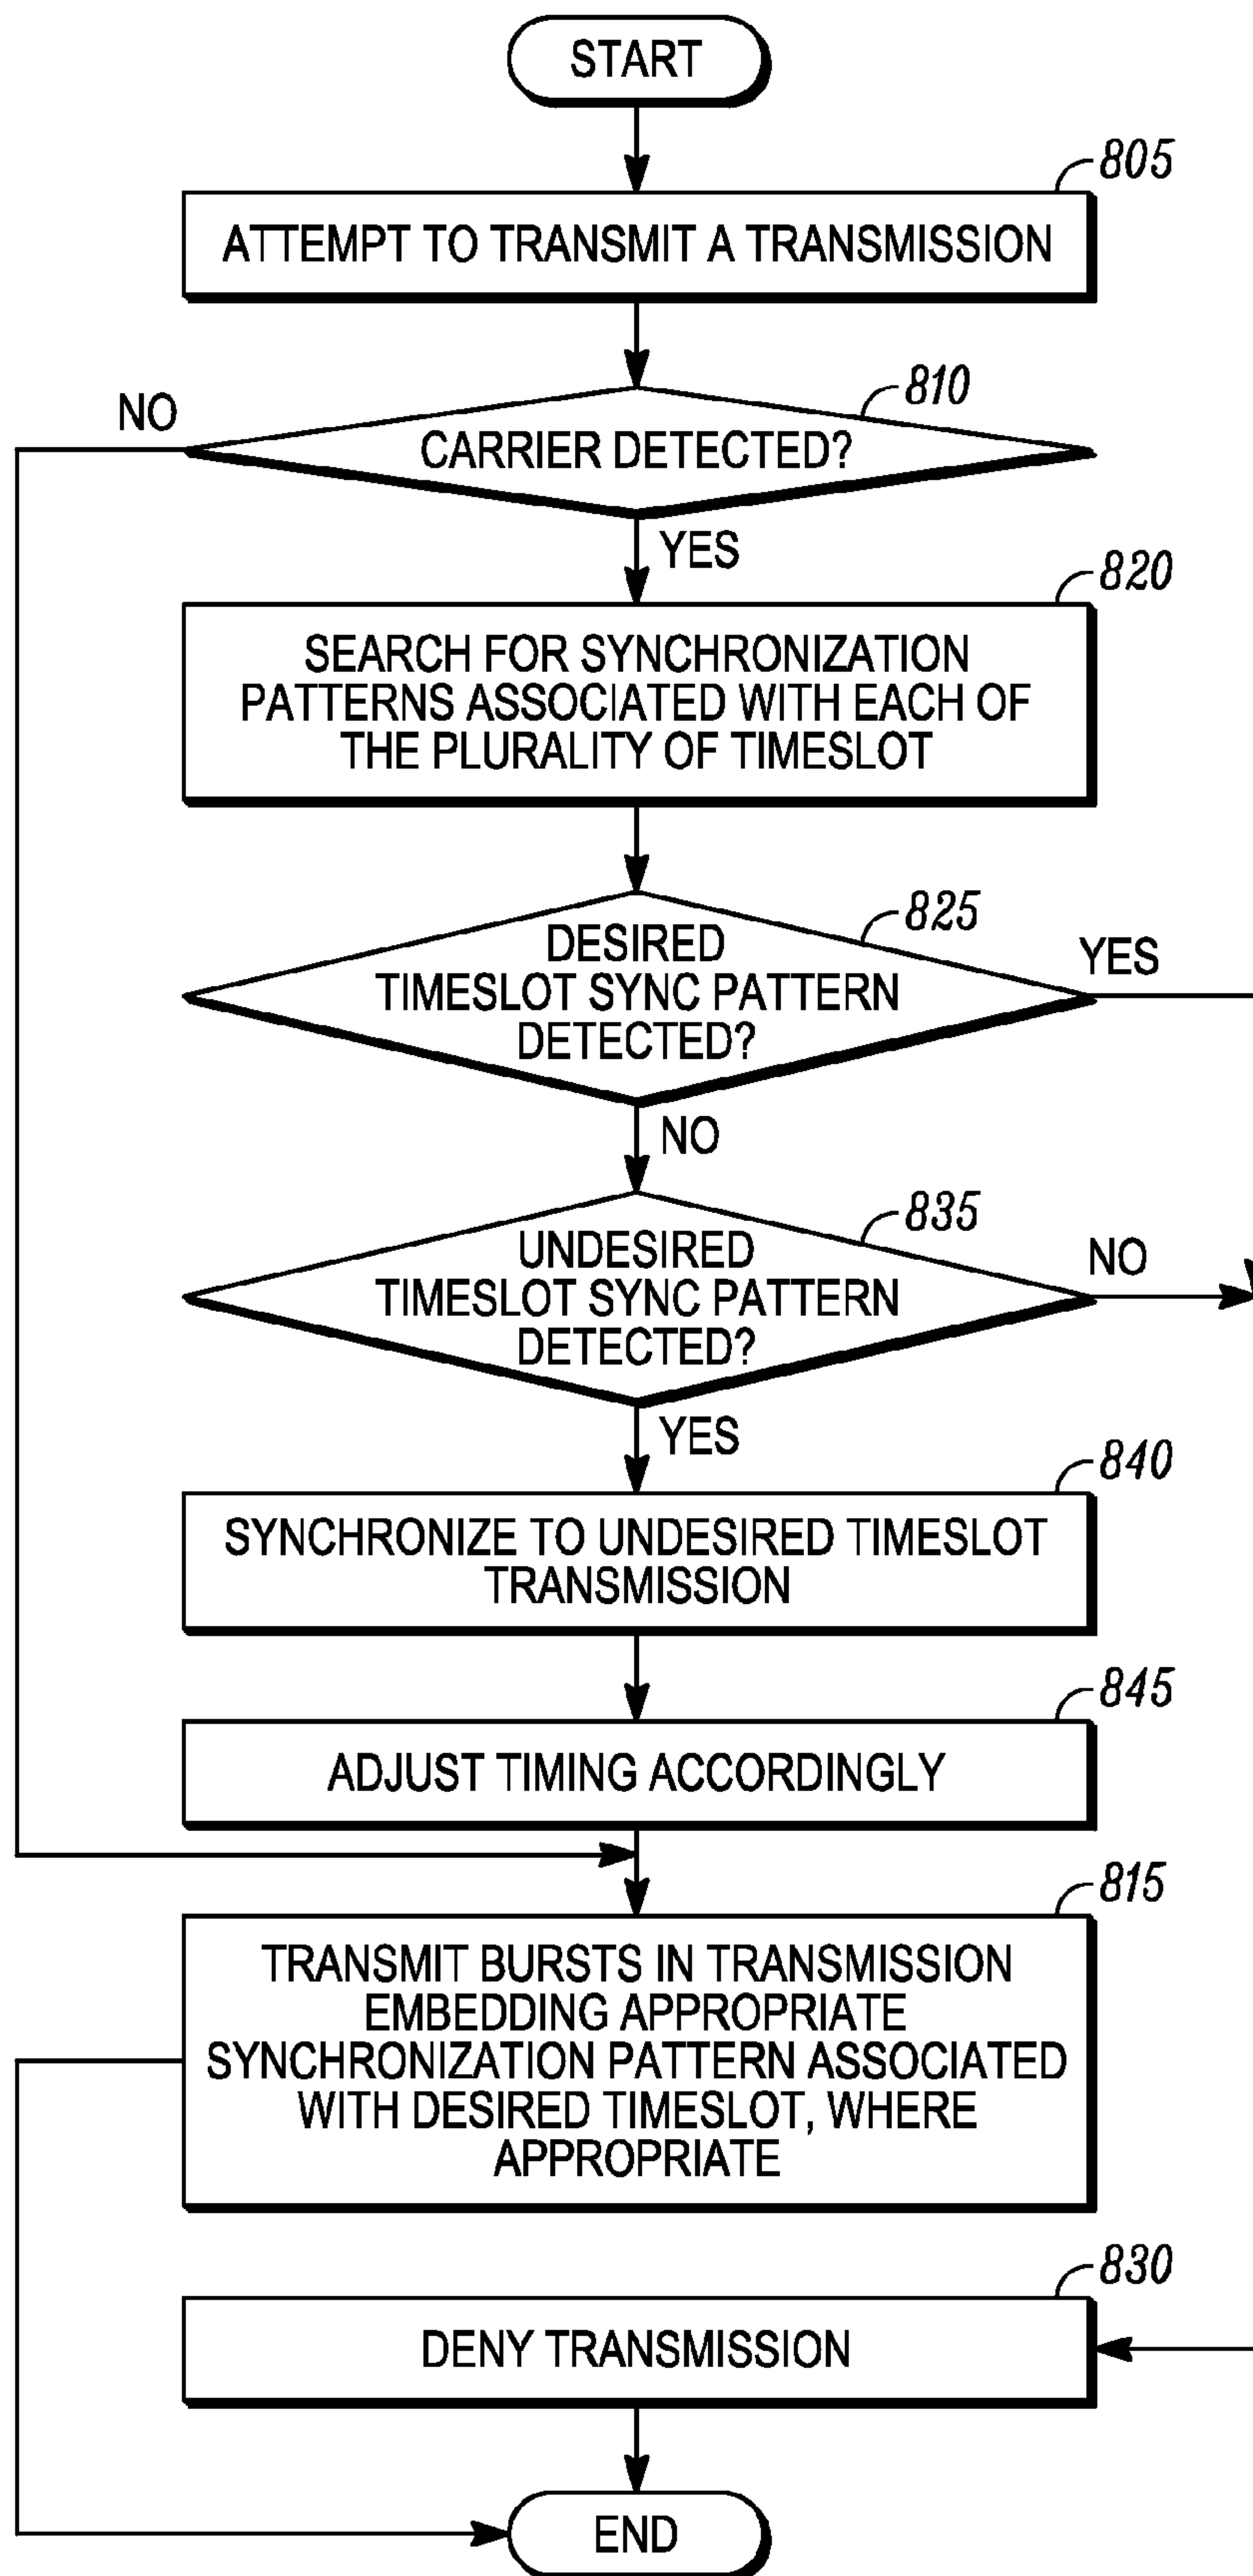 START
805
ATTEMPT TO TRANSMIT A TRANSMISSION
810
NO
CARRIER DETECTED?
YES
820
SEARCH FOR SYNCHRONIZATION
PATTERNS ASSOCIATED WITH EACH OF
THE PLURALITY OF TIMESLOT
825
DESIRED
TIMESLOT SYNC PATTERN
DETECTED?
YES
NO
835
UNDESIRED
TIMESLOT SYNC PATTERN
DETECTED?
NO
YES
840
SYNCHRONIZE TO UNDESIRED TIMESLOT
TRANSMISSION
845
ADJUST TIMING ACCORDINGLY
815
TRANSMIT BURSTS IN TRANSMISSION
EMBEDDING APPROPRIATE
SYNCHRONIZATION PATTERN ASSOCIATED
WITH DESIRED TIMESLOT, WHERE
APPROPRIATE
830
DENY TRANSMISSION
END